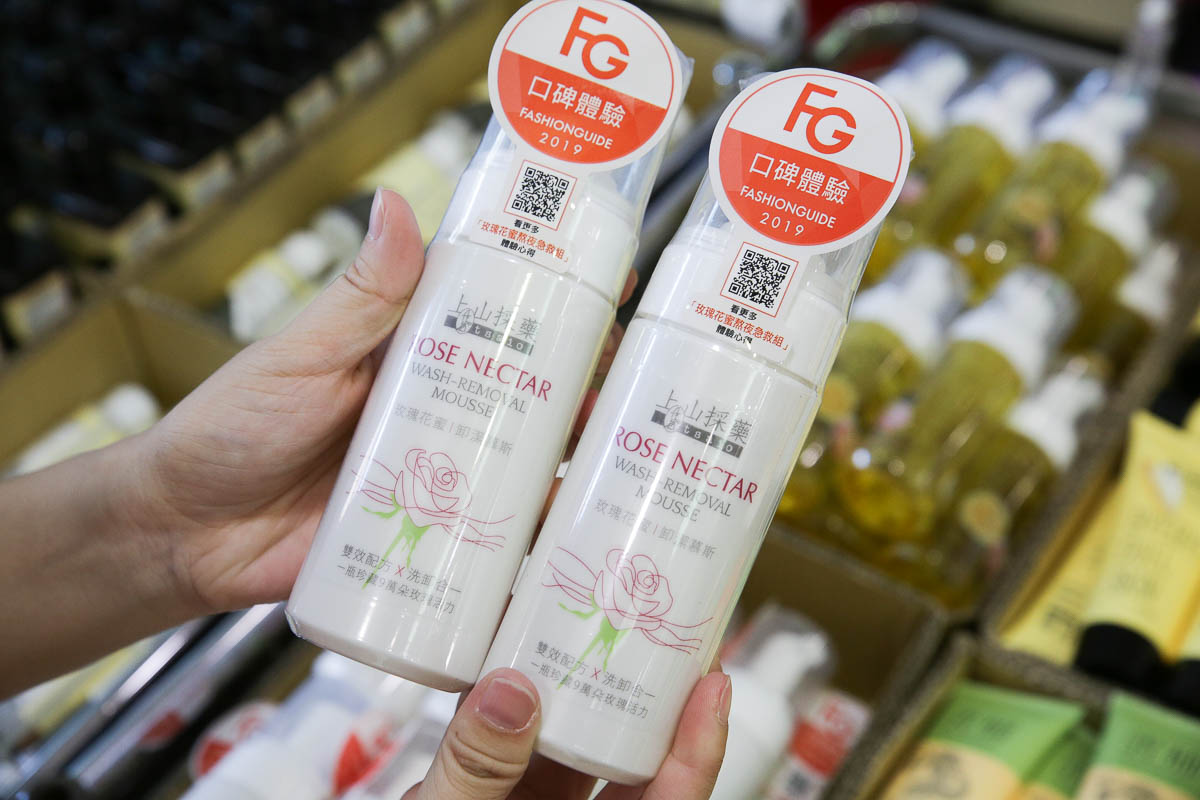 FG
口碑體驗
FASHIONGUIDE
2019
看更多
「玫瑰花蜜熬夜急救組」
體驗心得
上山採藥
tsaio
ROSE NECTAR
WASH-REMOVAL
MOUSSE
玫瑰花蜜|卸潔慕斯
雙效配方 X 洗卸合一
一瓶珍藏9萬朵玫瑰活力
FG
口碑體驗
FASHIONGUIDE
2019
看更多
「玫瑰花蜜熬夜急救組」
體驗心得
上山採藥
tsaio
ROSE NECTAR
WASH-REMOVAL
MOUSSE
玫瑰花蜜|卸潔慕斯
雙效配方 X 洗卸合一
一瓶珍藏9萬朵玫瑰活力